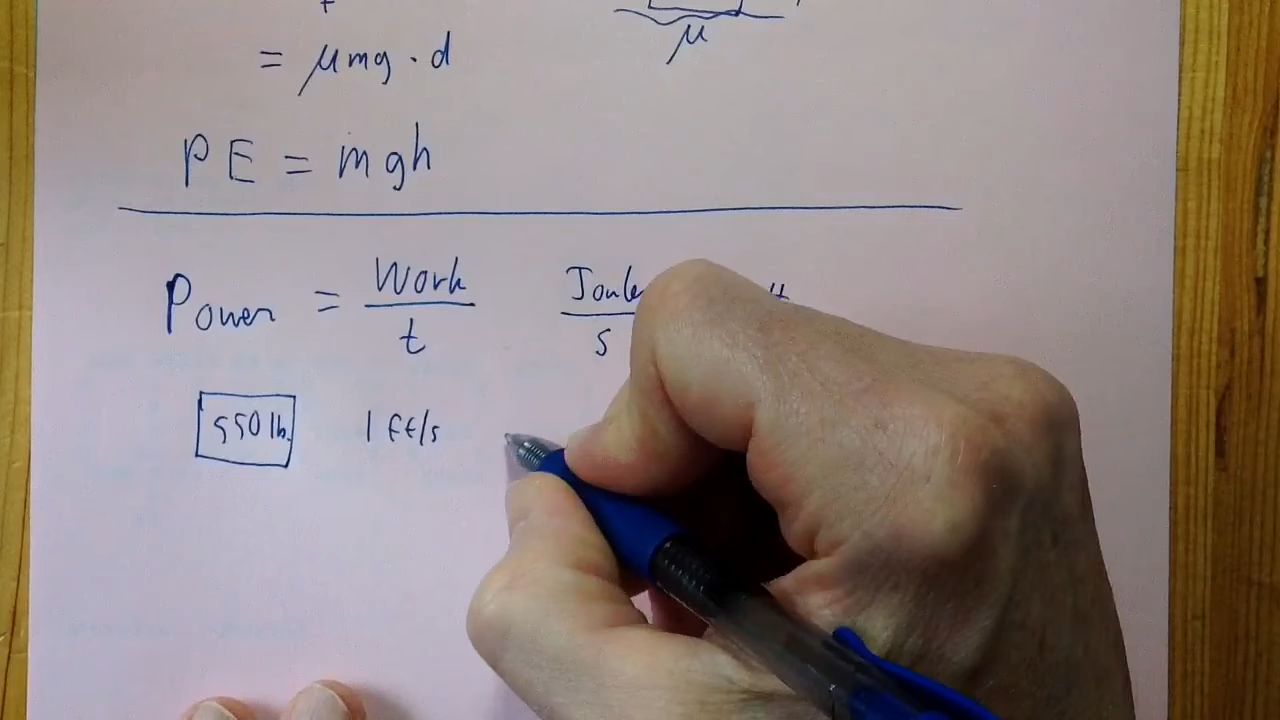 = μmg · d
μ
PE = mgh
Power = Work / t
Joule / s
550 lb. 1 ft/s